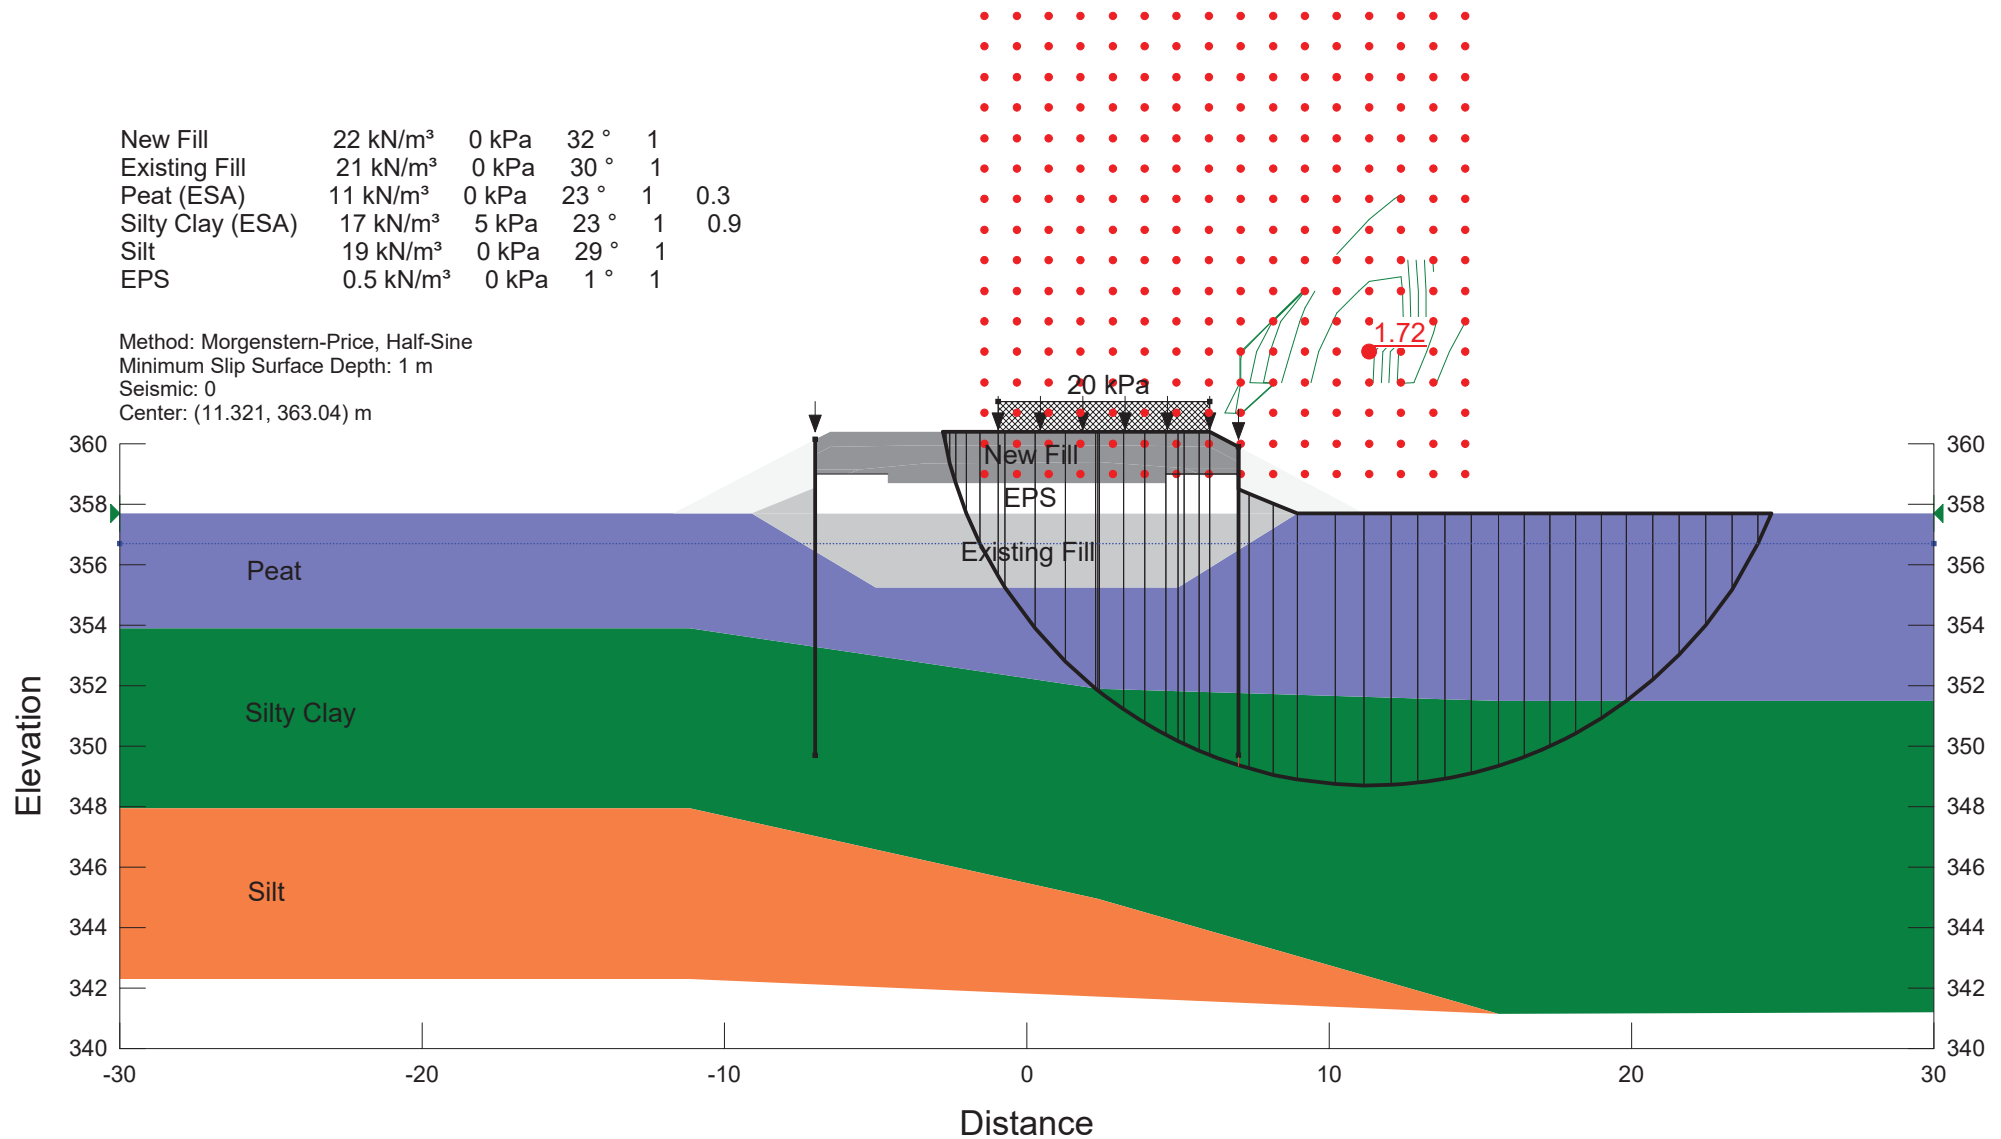 New Fill 22 kN/m³ 0 kPa 32 ° 1
Existing Fill 21 kN/m³ 0 kPa 30 ° 1
Peat (ESA) 11 kN/m³ 0 kPa 23 ° 1 0.3
Silty Clay (ESA) 17 kN/m³ 5 kPa 23 ° 1 0.9
Silt 19 kN/m³ 0 kPa 29 ° 1
EPS 0.5 kN/m³ 0 kPa 1 ° 1
Method: Morgenstern-Price, Half-Sine
Minimum Slip Surface Depth: 1 m
Seismic: 0
Center: (11.321, 363.04) m
1.72
20 kPa
New Fill
EPS
Existing Fill
Peat
Silty Clay
Silt
Elevation
360
358
356
354
352
350
348
346
344
342
340
360
358
356
354
352
350
348
346
344
342
340
-30 -20 -10 0 10 20 30
Distance